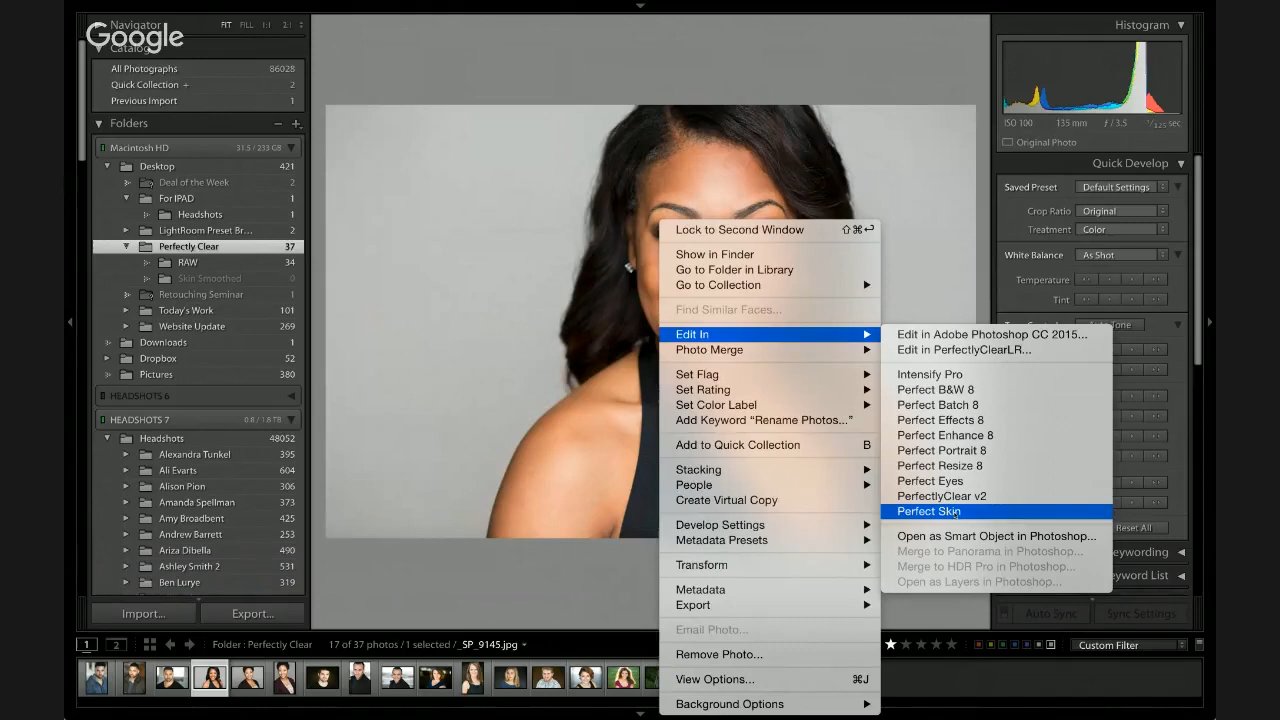 Navigator FIT FILL 1:1 2:1
Google
Catalog
All Photographs 86028
Quick Collection + 2
Previous Import 1
Folders
Macintosh HD 31.5 / 233 GB
Desktop 421
Deal of the Week 2
For IPAD 1
Headshots 1
LightRoom Preset Br... 2
Perfectly Clear 37
RAW 34
Skin Smoothed 0
Retouching Seminar 1
Today's Work 101
Website Update 269
Downloads 5
Dropbox 52
Pictures 380
HEADSHOTS 6
HEADSHOTS 7 0.8 / 1.8 TB
Headshots 48052
Alexandra Tunkel 395
Ali Evarts 604
Alison Pion 436
Amanda Spellman 373
Amy Broadbent 425
Andrew Barrett 435
Ariza Dibella 490
Ashley Smith 2 531
Ben Lurye 319
Import... Export...
Lock to Second Window ⇧⌘↩
Show in Finder
Go to Folder in Library
Go to Collection
Find Similar Faces...
Edit In
Photo Merge
Set Flag
Set Rating
Set Color Label
Add Keyword “Rename Photos...”
Add to Quick Collection B
Stacking
People
Create Virtual Copy
Develop Settings
Metadata Presets
Transform
Metadata
Export
Email Photo...
Remove Photo...
View Options... ⌘J
Background Options
Edit in Adobe Photoshop CC 2015...
Edit in PerfectlyClearLR...
Intensify Pro
Perfect B&W 8
Perfect Batch 8
Perfect Effects 8
Perfect Enhance 8
Perfect Portrait 8
Perfect Resize 8
Perfect Eyes
PerfectlyClear v2
Perfect Skin
Open as Smart Object in Photoshop...
Merge to Panorama in Photoshop...
Merge to HDR Pro in Photoshop...
Open as Layers in Photoshop...
Histogram
ISO 100 135 mm ƒ / 3.5 1/125 sec
Original Photo
Quick Develop
Saved Preset Default Settings
Crop Ratio Original
Treatment Color
White Balance As Shot
Temperature
Tint
Reset All
eywording
eyword List
Auto Sync Sync Settings
1 2 Folder : Perfectly Clear 17 of 37 photos / 1 selected / _SP_9145.jpg
Custom Filter